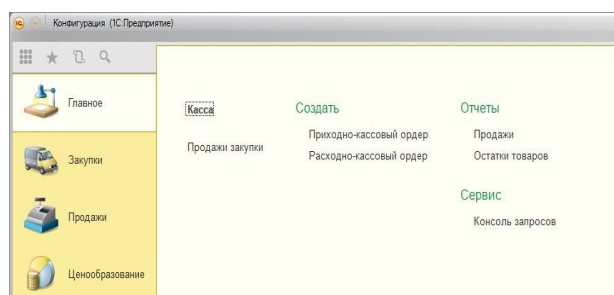 Конфигурация (1С:Предприятие)
Главное
Закупки
Продажи
Ценообразование
Касса
Продажи закупки
Создать
Приходно-кассовый ордер
Расходно-кассовый ордер
Отчеты
Продажи
Остатки товаров
Сервис
Консоль запросов